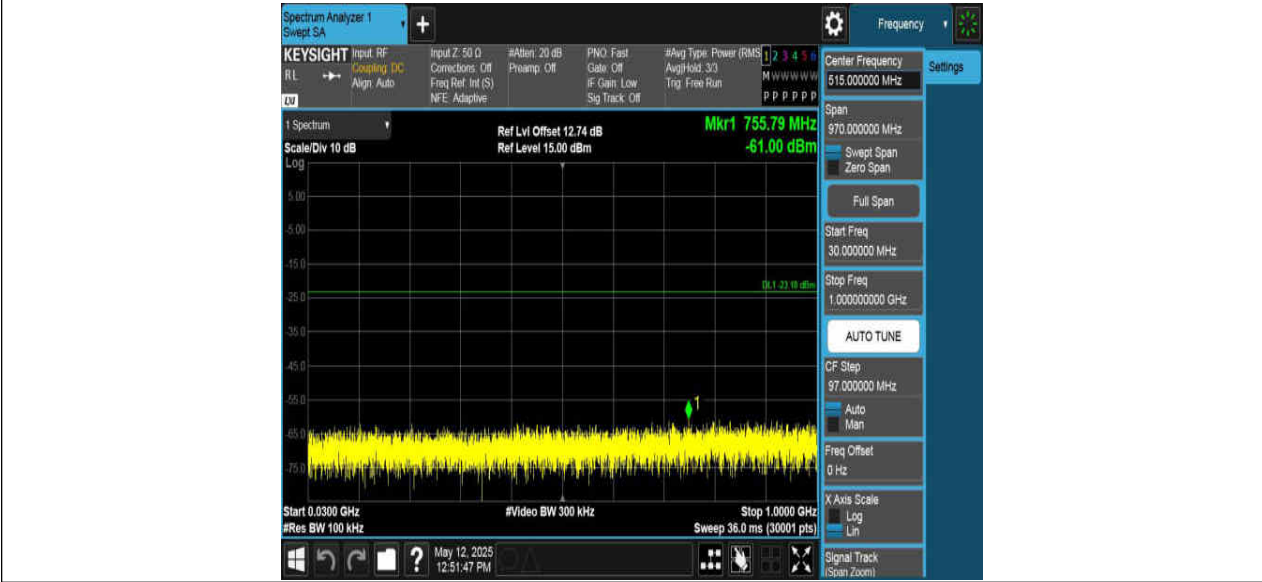 Spectrum Analyzer 1
Swept SA
+
Frequency
KEYSIGHT
RL
LXI
Input: RF
Coupling: DC
Align: Auto
Input Z: 50 Ω
Corrections: Off
Freq Ref: Int (S)
NFE: Adaptive
#Atten: 20 dB
Preamp: Off
PNO: Fast
Gate: Off
IF Gain: Low
Sig Track: Off
#Avg Type: Power (RMS
Avg|Hold: 3/3
Trig: Free Run
1 2 3 4 5 6
M W W W W W
P P P P P P
Center Frequency
515.000000 MHz
Settings
Span
970.000000 MHz
Swept Span
Zero Span
Full Span
Start Freq
30.000000 MHz
Stop Freq
1.000000000 GHz
AUTO TUNE
CF Step
97.000000 MHz
Auto
Man
Freq Offset
0 Hz
X Axis Scale
Log
Lin
Signal Track
(Span Zoom)
1 Spectrum
Scale/Div 10 dB
Log
Ref Lvl Offset 12.74 dB
Ref Level 15.00 dBm
Mkr1 755.79 MHz
-61.00 dBm
5.00
-5.00
-15.0
-25.0
-35.0
-45.0
-55.0
-65.0
-75.0
DL1 -23.18 dBm
1
Start 0.0300 GHz
#Res BW 100 kHz
#Video BW 300 kHz
Stop 1.0000 GHz
Sweep 36.0 ms (30001 pts)
?
May 12, 2025
12:51:47 PM